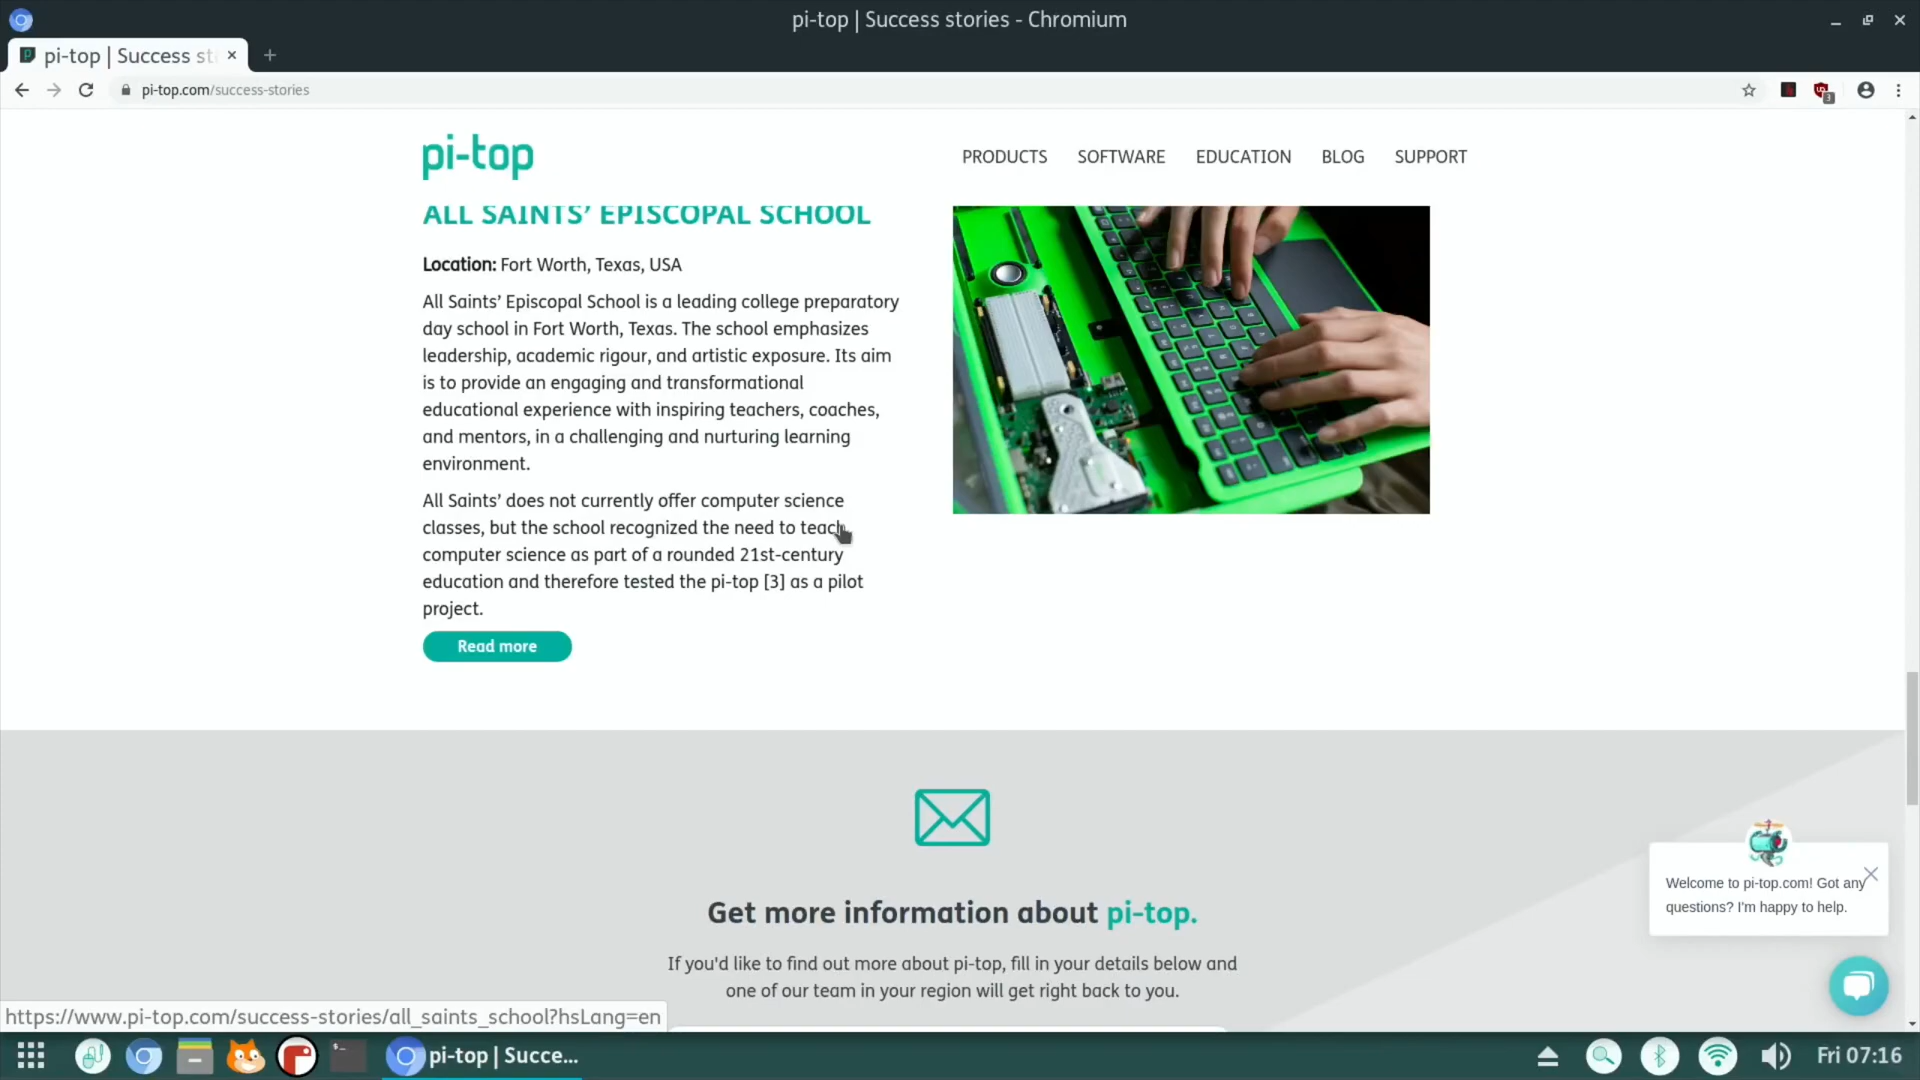 pi-top | Success stories - Chromium
pi-top | Success st
pi-top.com/success-stories
3
pi-top
PRODUCTS SOFTWARE EDUCATION BLOG SUPPORT
ALL SAINTS’ EPISCOPAL SCHOOL
Location: Fort Worth, Texas, USA
All Saints’ Episcopal School is a leading college preparatory
day school in Fort Worth, Texas. The school emphasizes
leadership, academic rigour, and artistic exposure. Its aim
is to provide an engaging and transformational
educational experience with inspiring teachers, coaches,
and mentors, in a challenging and nurturing learning
environment.
All Saints’ does not currently offer computer science
classes, but the school recognized the need to teach
computer science as part of a rounded 21st-century
education and therefore tested the pi-top [3] as a pilot
project.
Read more
Get more information about pi-top.
If you'd like to find out more about pi-top, fill in your details below and
one of our team in your region will get right back to you.
Welcome to pi-top.com! Got any
questions? I'm happy to help.
https://www.pi-top.com/success-stories/all_saints_school?hsLang=en
pi-top | Succe...
Fri 07:16